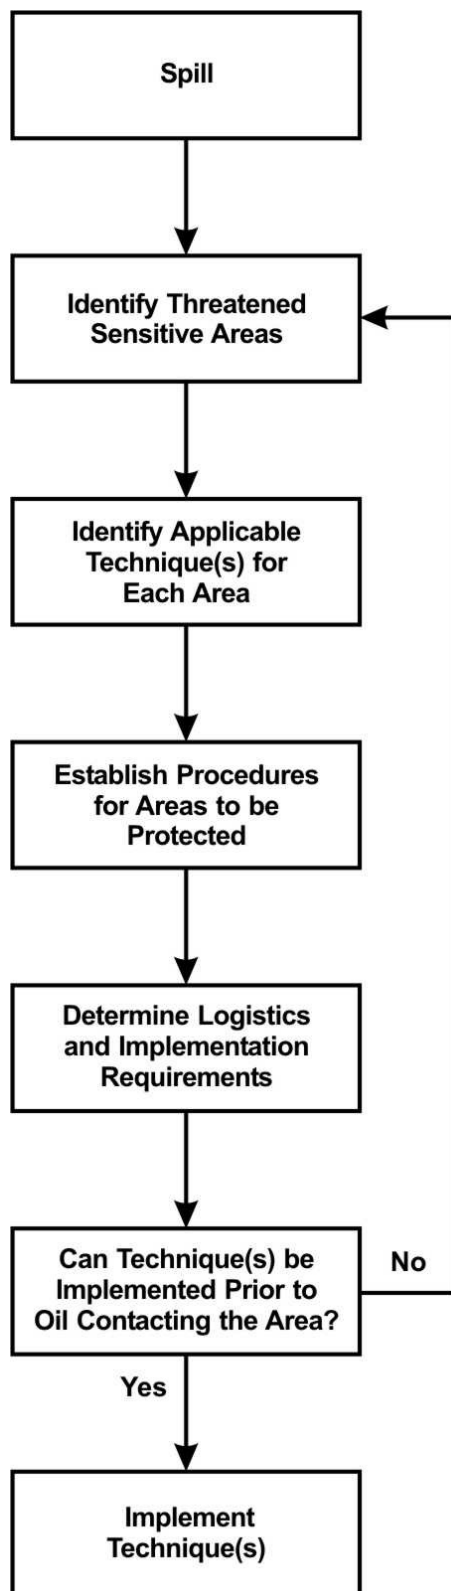 Spill
Identify Threatened
Sensitive Areas
Identify Applicable
Technique(s) for
Each Area
Establish Procedures
for Areas to be
Protected
Determine Logistics
and Implementation
Requirements
Can Technique(s) be
Implemented Prior to
Oil Contacting the Area?
No
Yes
Implement
Technique(s)